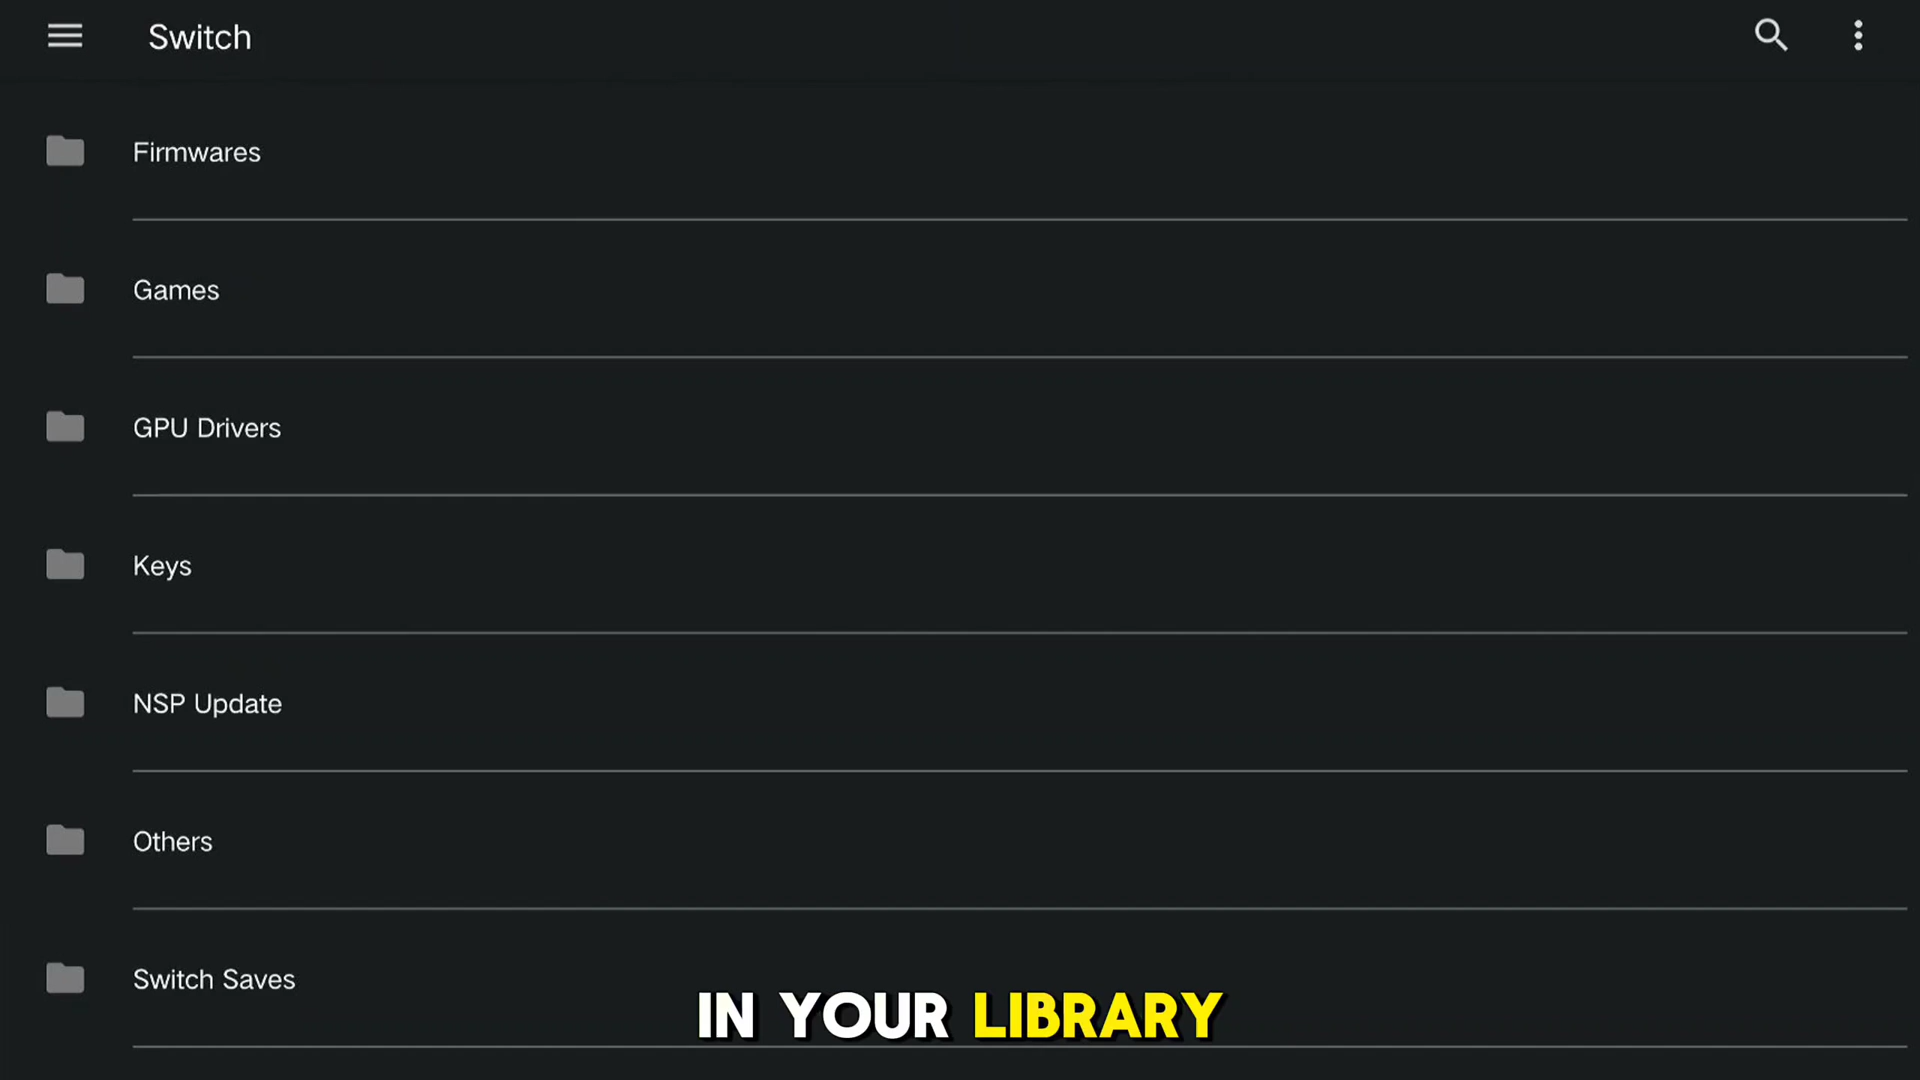 Switch
Firmwares
Games
GPU Drivers
Keys
NSP Update
Others
Switch Saves
IN YOUR LIBRARY